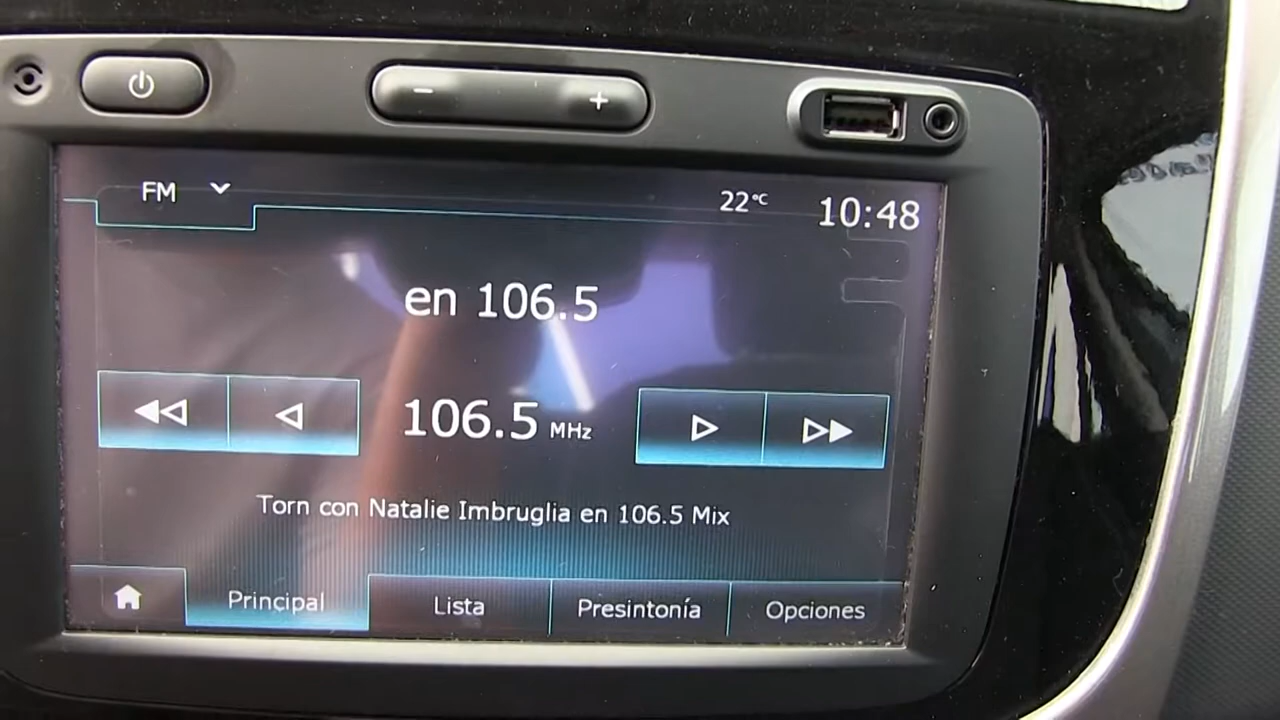 FM
22°C
10:48
en 106.5
106.5 MHz
Torn con Natalie Imbruglia en 106.5 Mix
Principal
Lista
Presintonía
Opciones